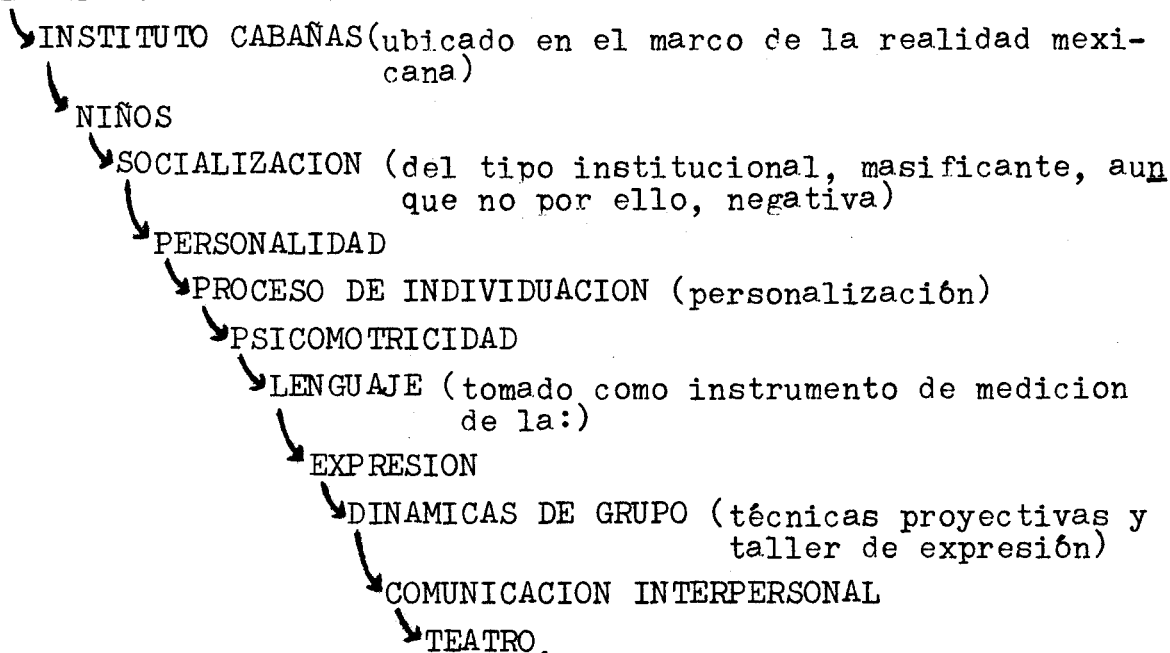 INSTITUTO CABAÑAS(ubicado en el marco de la realidad mexi-
cana)
NIÑOS
SOCIALIZACION (del tipo institucional, masificante, aun
que no por ello, negativa)
PERSONALIDAD
PROCESO DE INDIVIDUACION (personalización)
PSICOMOTRICIDAD
LENGUAJE (tomado como instrumento de medicion
de la:)
EXPRESION
DINAMICAS DE GRUPO (técnicas proyectivas y
taller de expresión)
COMUNICACION INTERPERSONAL
TEATRO.